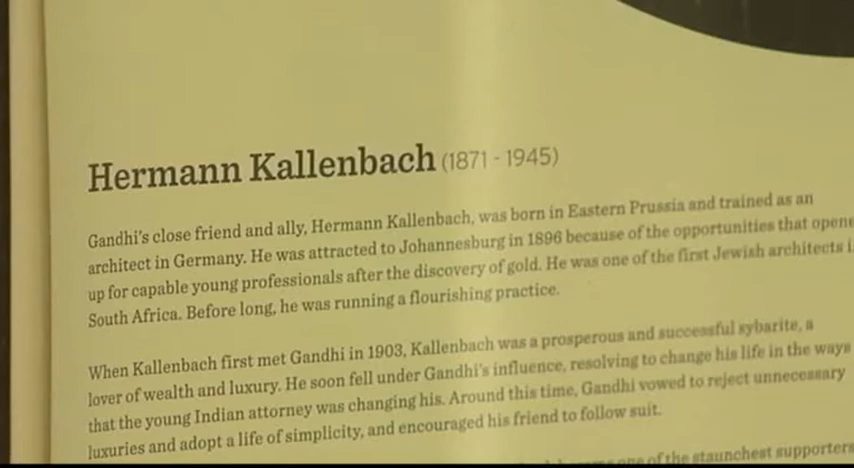 Hermann Kallenbach (1871 - 1945)
Gandhi's close friend and ally, Hermann Kallenbach, was born in Eastern Prussia and trained as an
architect in Germany. He was attracted to Johannesburg in 1896 because of the opportunities that opene
up for capable young professionals after the discovery of gold. He was one of the first Jewish architects i
South Africa. Before long, he was running a flourishing practice.
When Kallenbach first met Gandhi in 1903, Kallenbach was a prosperous and successful sybarite, a
lover of wealth and luxury. He soon fell under Gandhi's influence, resolving to change his life in the ways
that the young Indian attorney was changing his. Around this time, Gandhi vowed to reject unnecessary
luxuries and adopt a life of simplicity, and encouraged his friend to follow suit.
one of the staunchest supporters